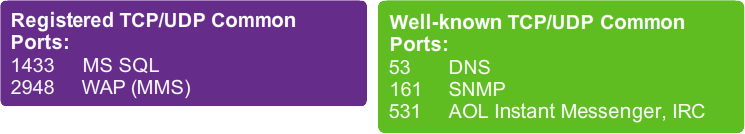 Registered TCP/UDP Common
Ports:
1433 MS SQL
2948 WAP (MMS)
Well-known TCP/UDP Common
Ports:
53 DNS
161 SNMP
531 AOL Instant Messenger, IRC